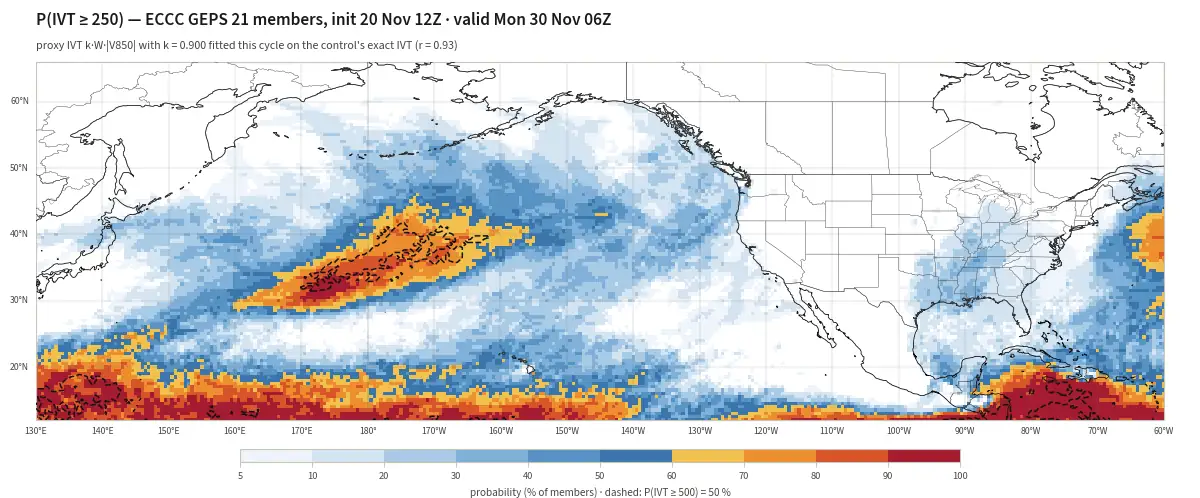 P(IVT ≥ 250) — ECCC GEPS 21 members, init 20 Nov 12Z · valid Mon 30 Nov 06Z
proxy IVT k·W·|V850| with k = 0.900 fitted this cycle on the control's exact IVT (r = 0.93)
60°N
50°N
40°N
30°N
20°N
130°E 140°E 150°E 160°E 170°E 180° 170°W 160°W 150°W 140°W 130°W 120°W 110°W 100°W 90°W 80°W 70°W 60°W
5 10 20 30 40 50 60 70 80 90 100
probability (% of members) · dashed: P(IVT ≥ 500) = 50 %